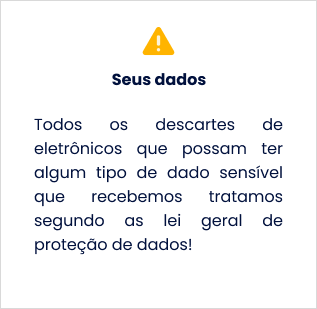 Seus dados
Todos os descartes de
eletrônicos que possam ter
algum tipo de dado sensível
que recebemos tratamos
segundo as lei geral de
proteção de dados!